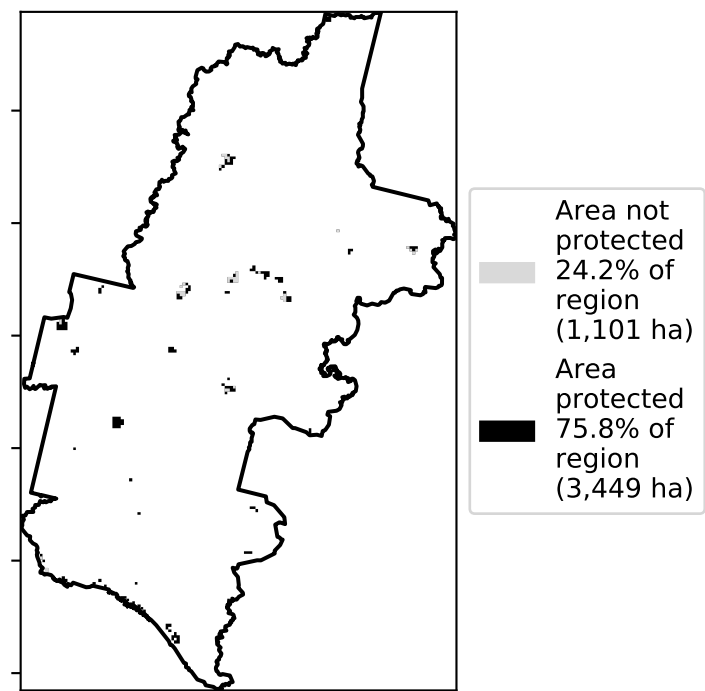 Area not
protected
24.2% of
region
(1,101 ha)
Area
protected
75.8% of
region
(3,449 ha)